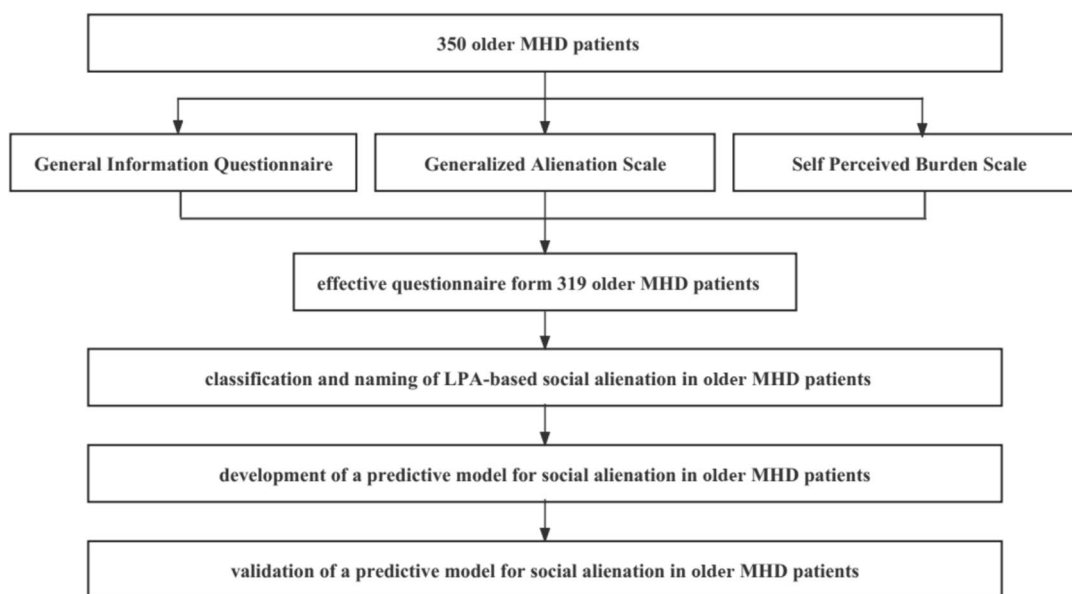 350 older MHD patients
General Information Questionnaire
Generalized Alienation Scale
Self Perceived Burden Scale
effective questionnaire form 319 older MHD patients
classification and naming of LPA-based social alienation in older MHD patients
development of a predictive model for social alienation in older MHD patients
validation of a predictive model for social alienation in older MHD patients